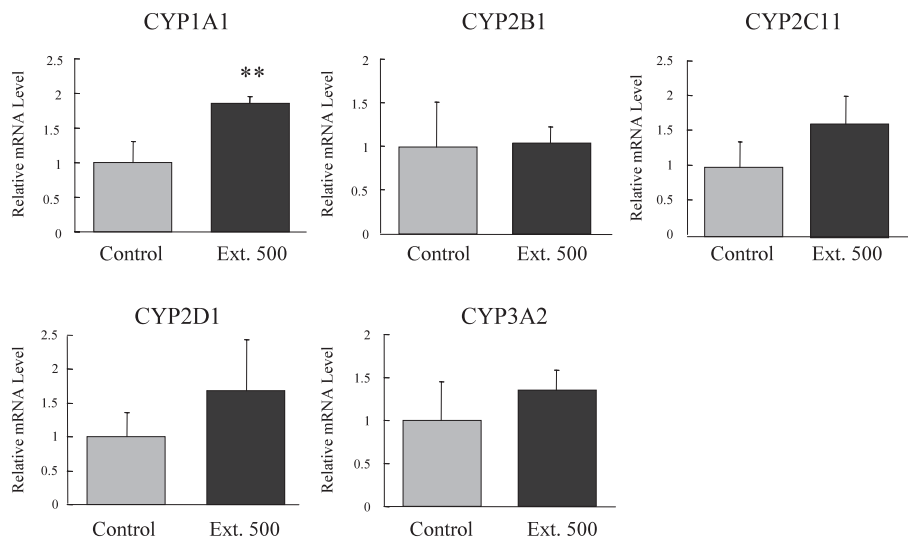 CYP1A1
CYP2B1
CYP2C11
Relative mRNA Level
2.5
2
1.5
1
0.5
0
**
Control
Ext. 500
Relative mRNA Level
2
1.5
1
0.5
0
Control
Ext. 500
Relative mRNA Level
2.5
2
1.5
1
0.5
0
Control
Ext. 500
CYP2D1
CYP3A2
Relative mRNA Level
2.5
2
1.5
1
0.5
0
Control
Ext. 500
Relative mRNA Level
2
1.5
1
0.5
0
Control
Ext. 500